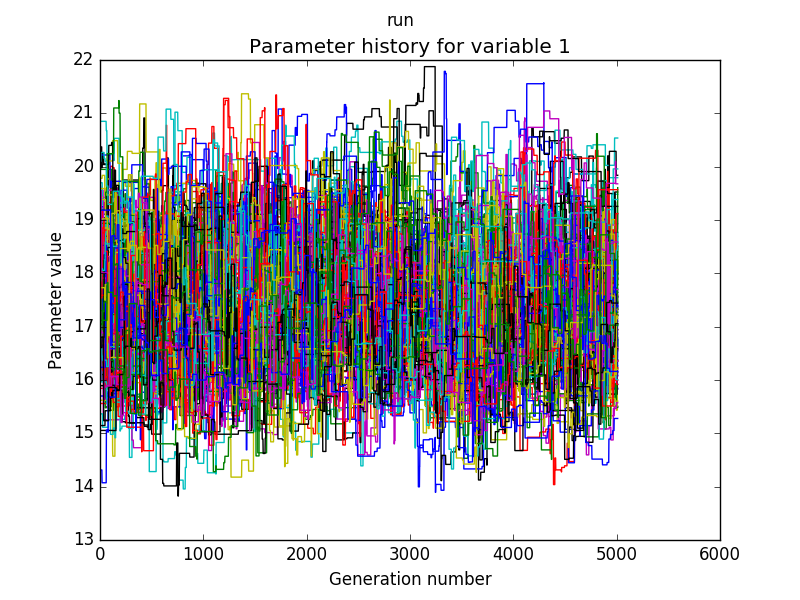 run
Parameter history for variable 1
22
21
20
19
18
17
16
15
14
13
Parameter value
0 1000 2000 3000 4000 5000 6000
Generation number